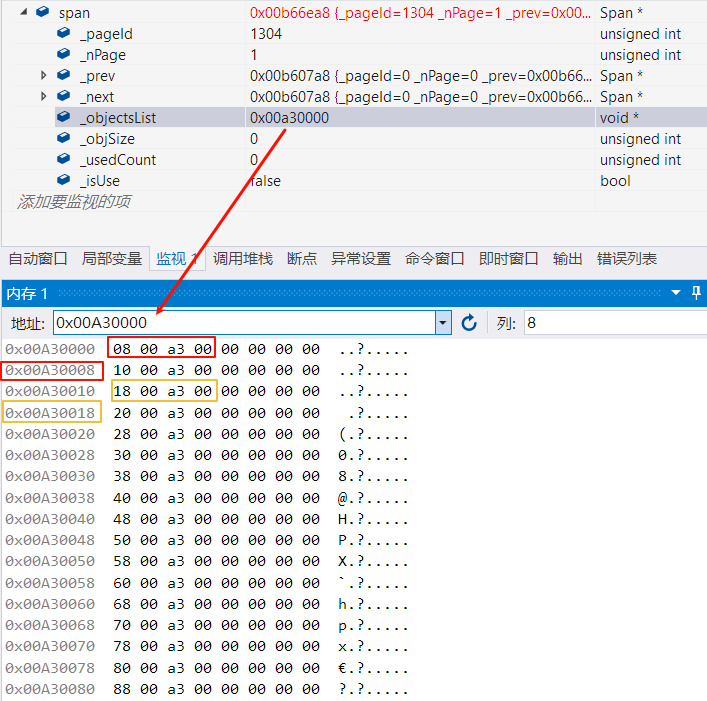 span 0x00b66ea8 {_pageId=1304 _nPage=1 _prev=0x00... Span *
_pageId 1304 unsigned int
_nPage 1 unsigned int
_prev 0x00b607a8 {_pageId=0 _nPage=0 _prev=0x00b66... Span *
_next 0x00b607a8 {_pageId=0 _nPage=0 _prev=0x00b66... Span *
_objectsList 0x00a30000 void *
_objSize 0 unsigned int
_usedCount 0 unsigned int
_isUse false bool
添加要监视的项
自动窗口 局部变量 监视 1 调用堆栈 断点 异常设置 命令窗口 即时窗口 输出 错误列表
内存 1
地址: 0x00A30000 列: 8
0x00A30000 08 00 a3 00 00 00 00 00 ..?.....
0x00A30008 10 00 a3 00 00 00 00 00 ..?.....
0x00A30010 18 00 a3 00 00 00 00 00 ..?.....
0x00A30018 20 00 a3 00 00 00 00 00 .?.....
0x00A30020 28 00 a3 00 00 00 00 00 (.?.....
0x00A30028 30 00 a3 00 00 00 00 00 0.?.....
0x00A30030 38 00 a3 00 00 00 00 00 8.?.....
0x00A30038 40 00 a3 00 00 00 00 00 @.?.....
0x00A30040 48 00 a3 00 00 00 00 00 H.?.....
0x00A30048 50 00 a3 00 00 00 00 00 P.?.....
0x00A30050 58 00 a3 00 00 00 00 00 X.?.....
0x00A30058 60 00 a3 00 00 00 00 00 `.?.....
0x00A30060 68 00 a3 00 00 00 00 00 h.?.....
0x00A30068 70 00 a3 00 00 00 00 00 p.?.....
0x00A30070 78 00 a3 00 00 00 00 00 x.?.....
0x00A30078 80 00 a3 00 00 00 00 00 €.?.....
0x00A30080 88 00 a3 00 00 00 00 00 ?.?.....